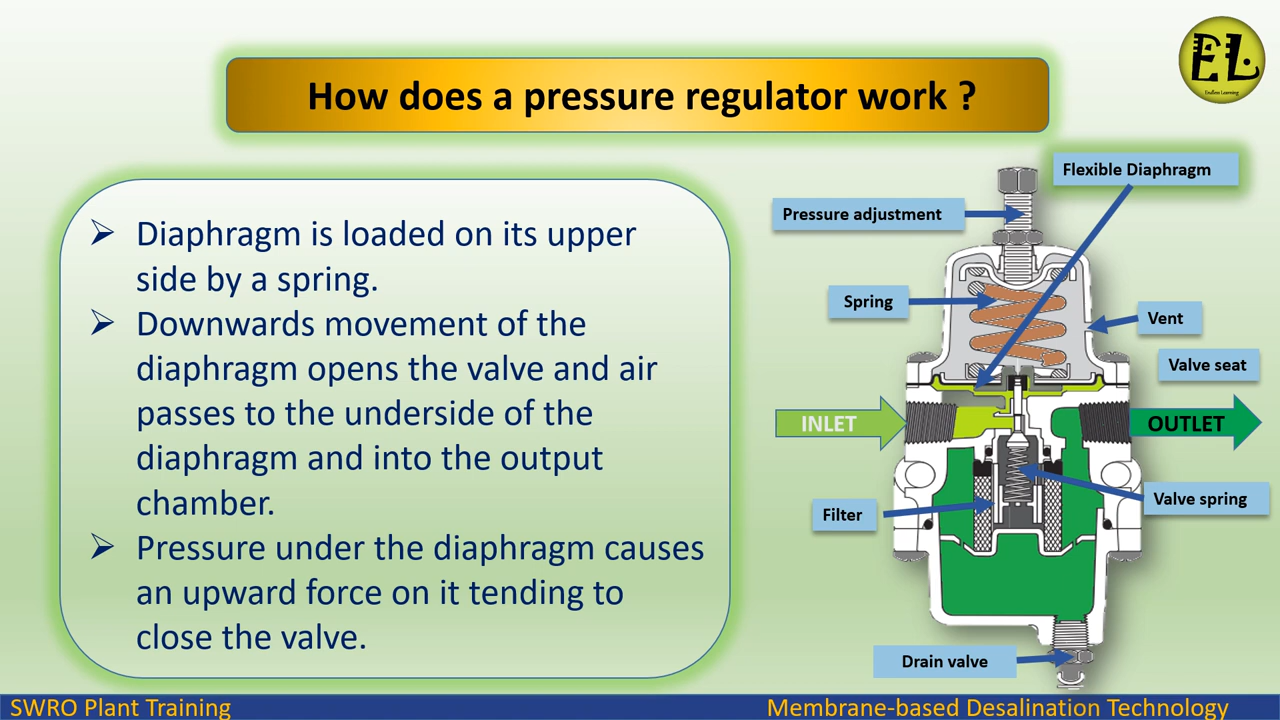 EL
Endless Learning
How does a pressure regulator work ?
➢ Diaphragm is loaded on its upper
side by a spring.
➢ Downwards movement of the
diaphragm opens the valve and air
passes to the underside of the
diaphragm and into the output
chamber.
➢ Pressure under the diaphragm causes
an upward force on it tending to
close the valve.
Flexible Diaphragm
Pressure adjustment
Spring
Vent
Valve seat
INLET
OUTLET
Valve spring
Filter
Drain valve
SWRO Plant Training
Membrane-based Desalination Technology